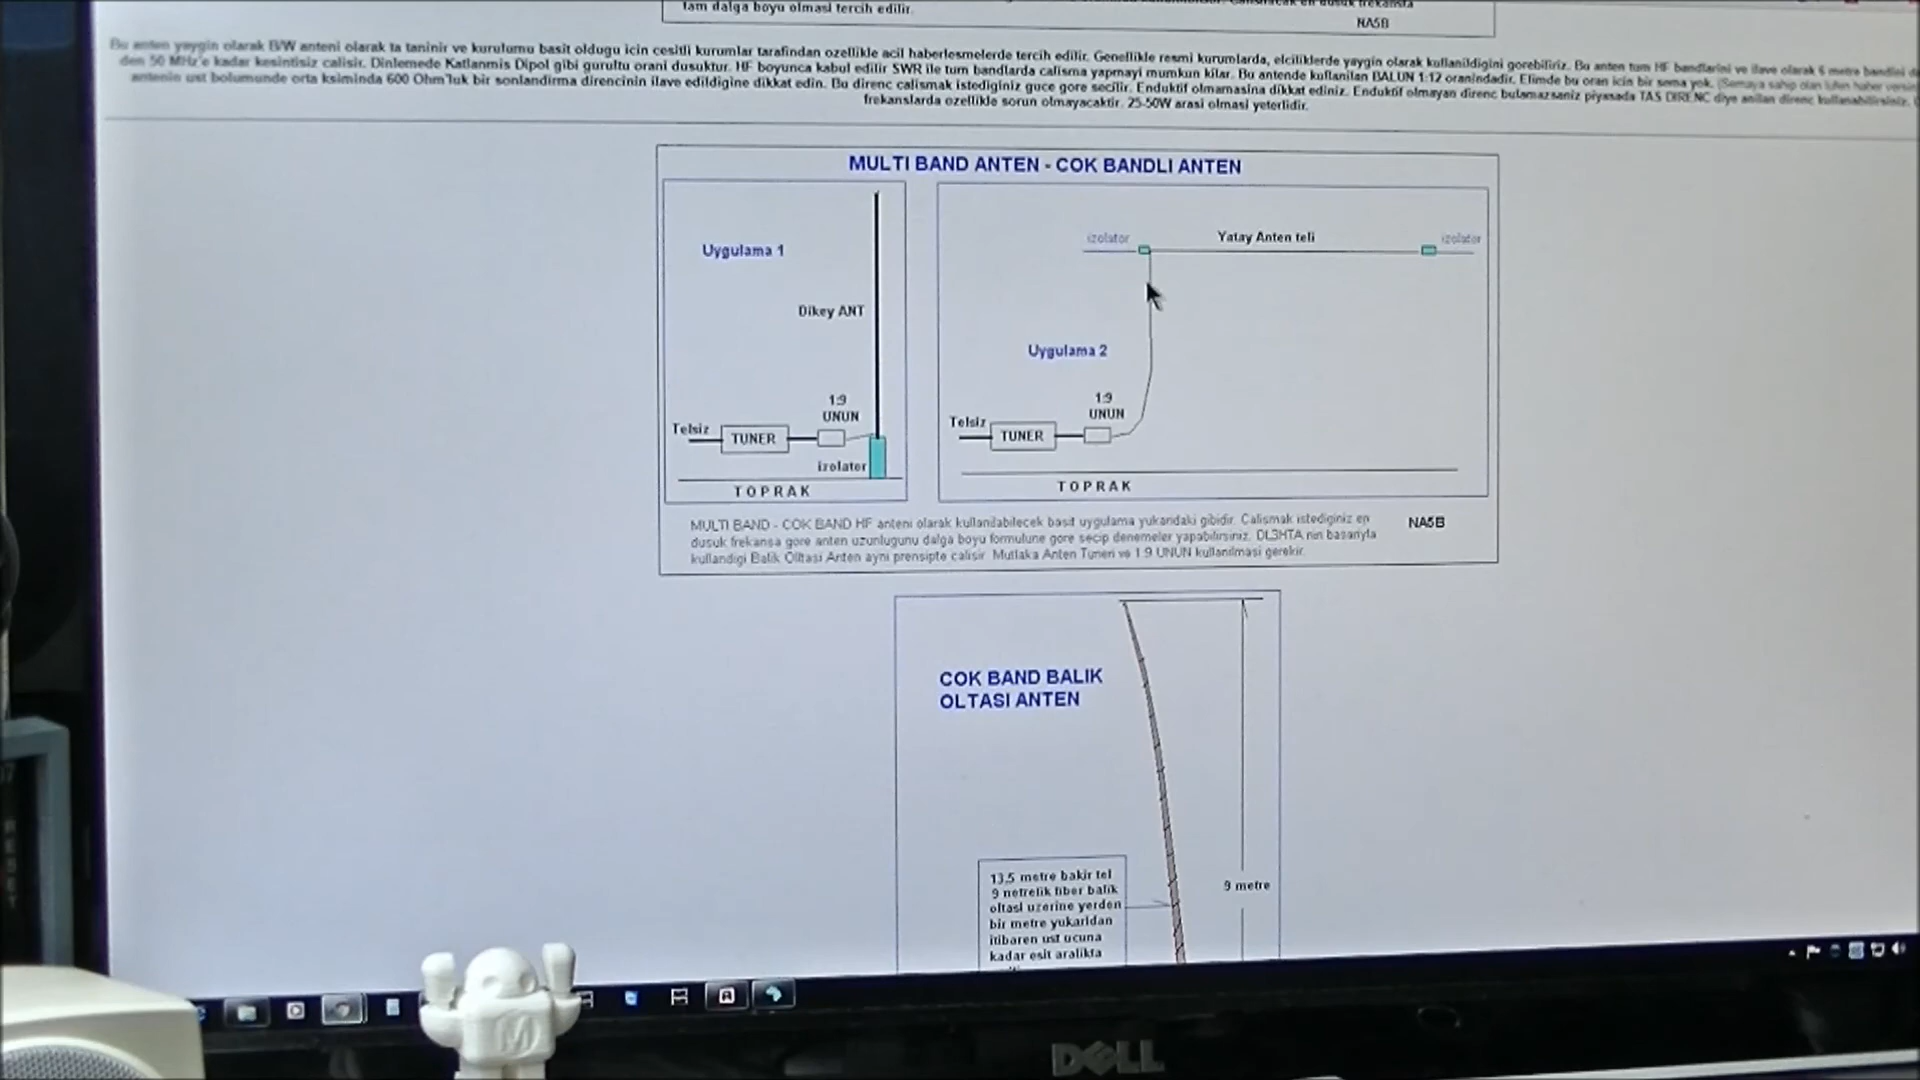 tam dalga boyu olmasi tercih edilir.
NA5B
Bu anten yaygin olarak B/W anteni olarak ta taninir ve kurulumu basit oldugu icin cesitli kurumlar tarafindan ozellikle acil haberlesmelerde tercih edilir. Genellikle resmi kurumlarda, elciliklerde yaygin olarak kullanildigini gorebiliriz. Bu anten tum HF bandlarini ve ilave olarak 6 metre bandini
den 50 MHz'e kadar kesintisiz calisir. Dinlemede Katlanmis Dipol gibi gurultu orani dusuktur. HF boyunca kabul edilir SWR ile tum bandlarda calisma yapmayi mumkun kilar. Bu antende kullanilan BALUN 1:12 oranindadir. Elimde bu oran icin bir sema yok. (Semaya sahip olan lutfen haber
antenin ust bolumunde orta ksiminda 600 Ohm'luk bir sonlandirma direncinin ilave edildigine dikkat edin. Bu direnc calismak istediginiz guce gore secilir. Enduktif olmamasina dikkat ediniz. Enduktif olmayan direnc bulamazsaniz piyasada TAS DIRENC diye anilan direnc kullanabilirsiniz.
frekanslarda ozellikle sorun olmayacaktir. 25-50W arasi olmasi yeterlidir.
MULTI BAND ANTEN - COK BANDLI ANTEN
Uygulama 1
Dikey ANT
1:9
UNUN
Telsiz
TUNER
izolator
TOPRAK
izolator
Yatay Anten teli
izolator
Uygulama 2
1:9
UNUN
Telsiz
TUNER
TOPRAK
MULTI BAND - COK BAND HF anteni olarak kullanilabilecek basit uygulama yukaridaki gibidir. Calismak istediginiz en
dusuk frekansa gore anten uzunlugunu dalga boyu formulune gore secip denemeler yapabilirsiniz. DL3HTA nin basariyla
kullandigi Balik Olltasi Anten ayni prensipte calisir. Mutlaka Anten Tuneri ve 1:9 UNUN kullanilmasi gerekir.
NA5B
COK BAND BALIK
OLTASI ANTEN
13,5 metre bakir tel
9 netrelik fiber balik
oltasi uzerine yerden
bir metre yukaridan
itibaren ust ucuna
kadar esit aralikta
9 metre
M
DELL
RESET